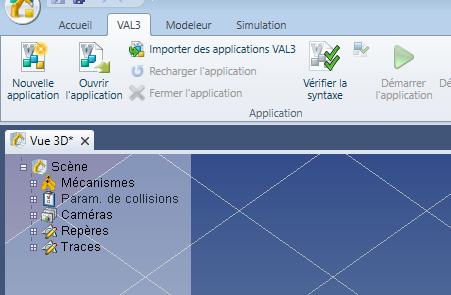 Accueil VAL3 Modeleur Simulation
Nouvelle application
Ouvrir l'application
Importer des applications VAL3
Recharger l'application
Fermer l'application
Vérifier la syntaxe
Démarrer l'application
Application
Vue 3D*
Scène
Mécanismes
Param. de collisions
Caméras
Repères
Traces